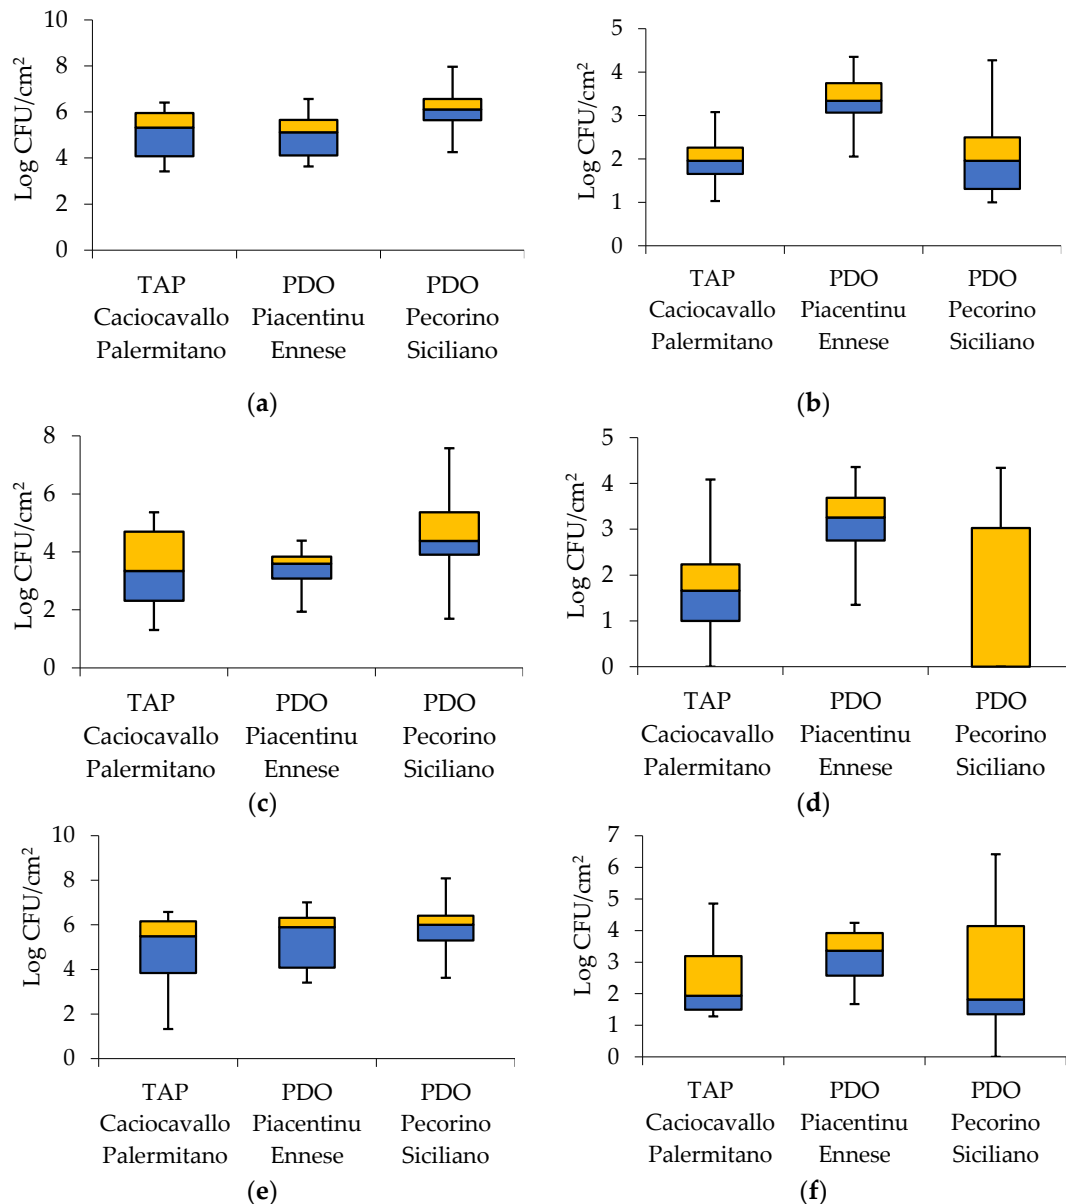 Log CFU/cm²
10
8
6
4
2
0
TAP
Caciocavallo
Palermitano
PDO
Piacentinu
Ennese
PDO
Pecorino
Siciliano
(a)
Log CFU/cm²
5
4
3
2
1
0
TAP
Caciocavallo
Palermitano
PDO
Piacentinu
Ennese
PDO
Pecorino
Siciliano
(b)
Log CFU/cm²
8
6
4
2
0
TAP
Caciocavallo
Palermitano
PDO
Piacentinu
Ennese
PDO
Pecorino
Siciliano
(c)
Log CFU/cm²
5
4
3
2
1
0
TAP
Caciocavallo
Palermitano
PDO
Piacentinu
Ennese
PDO
Pecorino
Siciliano
(d)
Log CFU/cm²
10
8
6
4
2
0
TAP
Caciocavallo
Palermitano
PDO
Piacentinu
Ennese
PDO
Pecorino
Siciliano
(e)
Log CFU/cm²
7
6
5
4
3
2
1
0
TAP
Caciocavallo
Palermitano
PDO
Piacentinu
Ennese
PDO
Pecorino
Siciliano
(f)